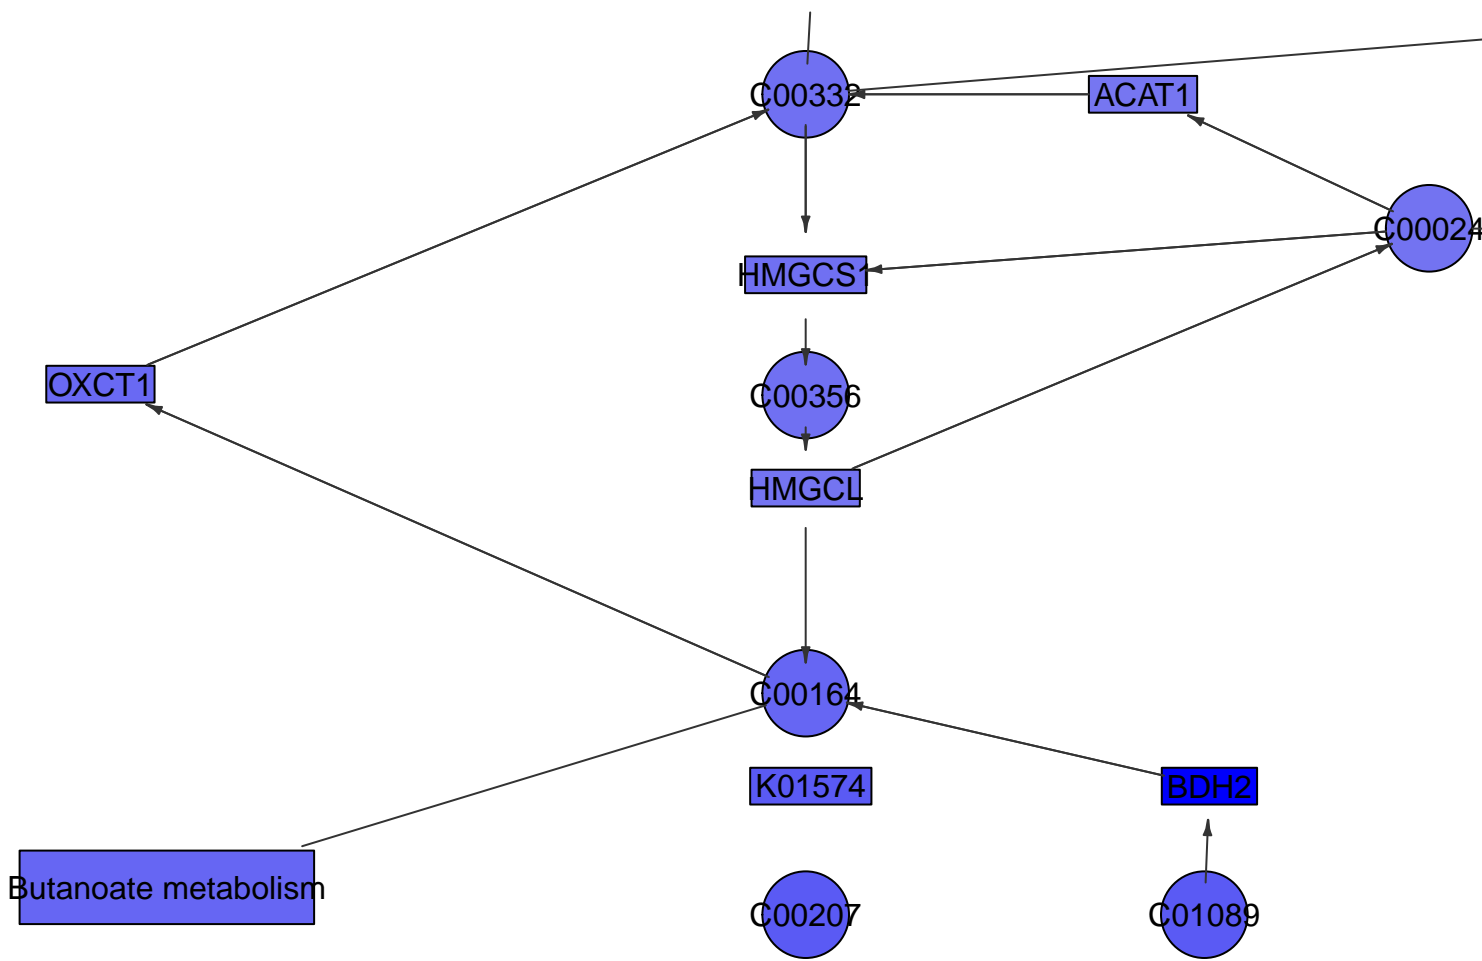 C00332
ACAT1
C00024
HMGCS1
OXCT1
C00356
HMGCL
C00164
K01574
BDH2
Butanoate metabolism
C00207
C01089